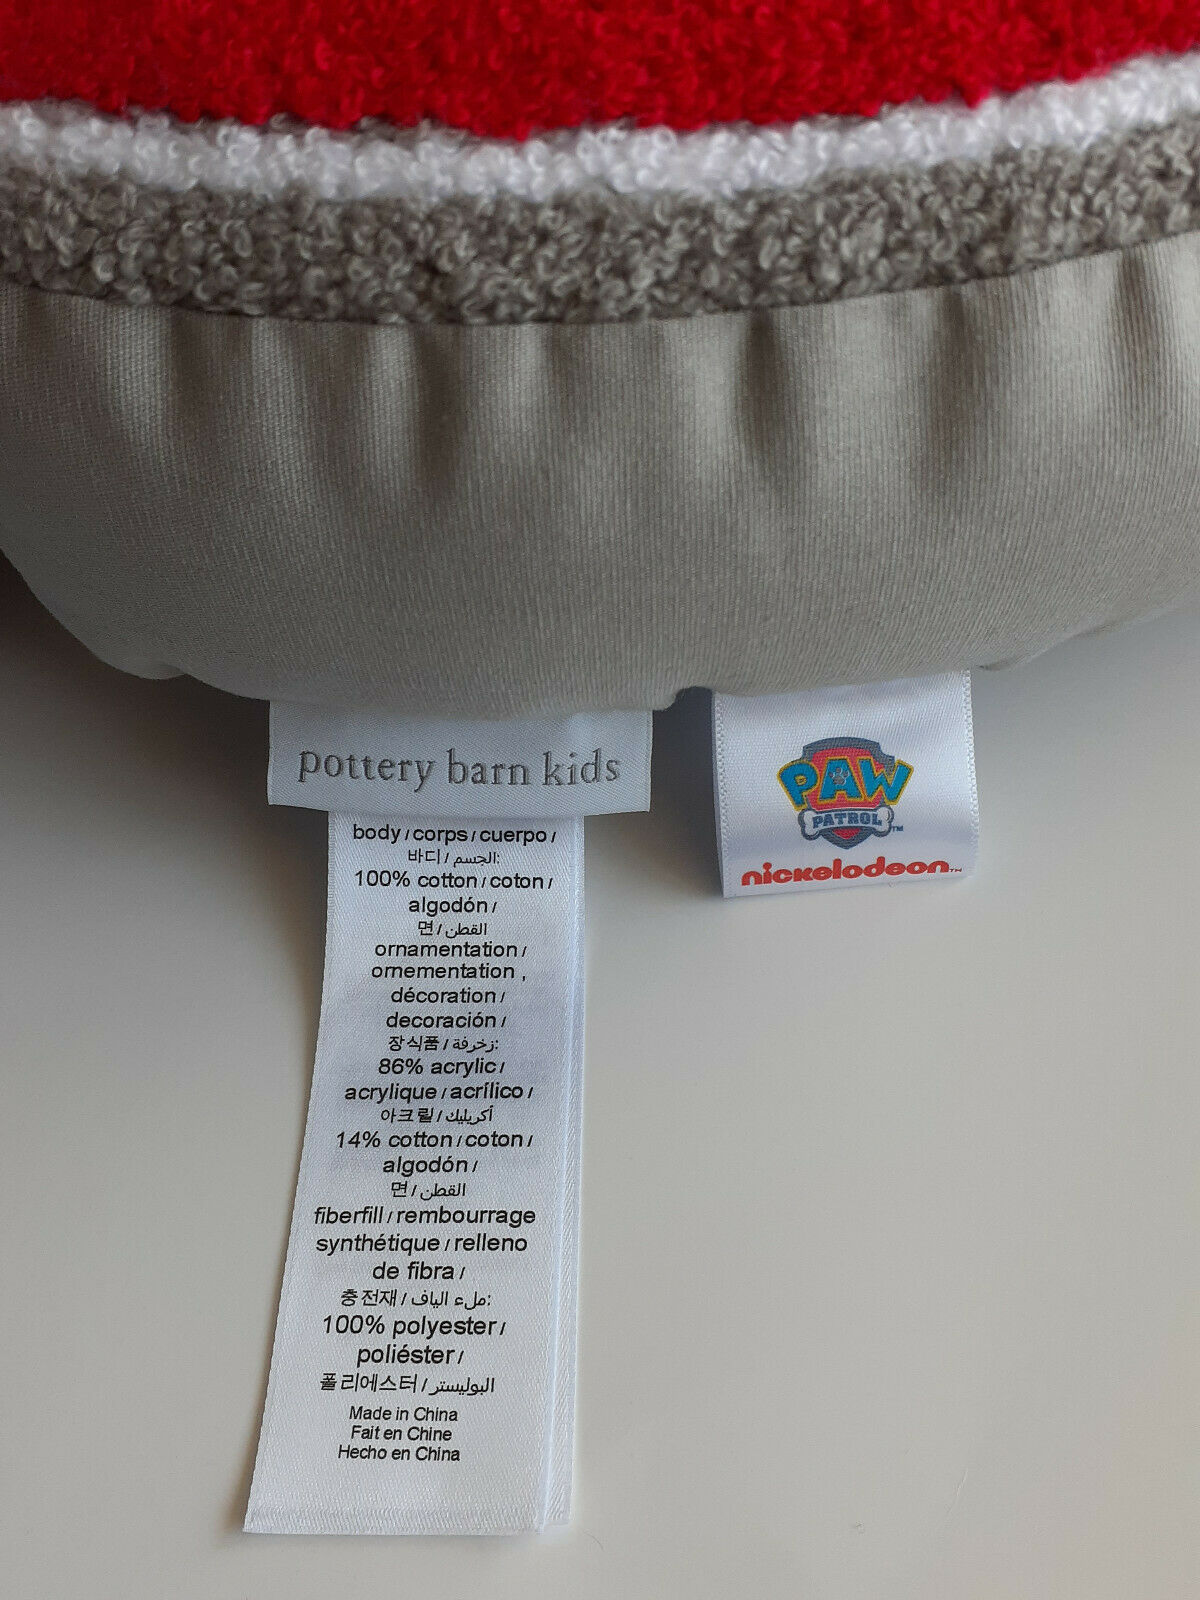 pottery barn kids
body / corps / cuerpo /
바디 / الجسم:
100% cotton / coton /
algodón /
면 / القطن
ornamentation /
ornementation ,
décoration /
decoración /
장식품 / زخرفة:
86% acrylic /
acrylique / acrílico /
아크릴 / أكريليك
14% cotton / coton /
algodón /
면 / القطن
fiberfill / rembourrage
synthétique / relleno
de fibra /
충전재 / ملء الياف:
100% polyester /
poliéster /
폴리에스터 / البوليستر
Made in China
Fait en Chine
Hecho en China
PAW
PATROL™
nickelodeon™